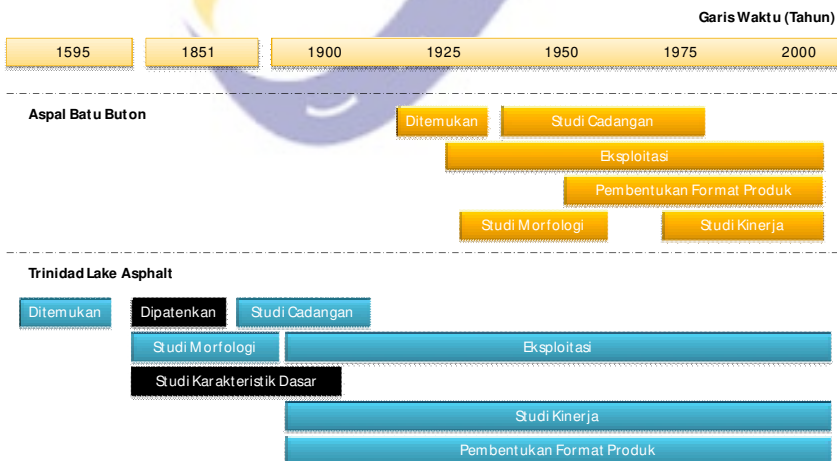 Garis Waktu (Tahun)
1595 1851 1900 1925 1950 1975 2000
Aspal Batu Buton
Ditemukan Studi Cadangan
Eksploitasi
Pembentukan Format Produk
Studi Morfologi Studi Kinerja
Trinidad Lake Asphalt
Ditemukan Dipatenkan Studi Cadangan
Studi Morfologi Eksploitasi
Studi Karakteristik Dasar
Studi Kinerja
Pembentukan Format Produk